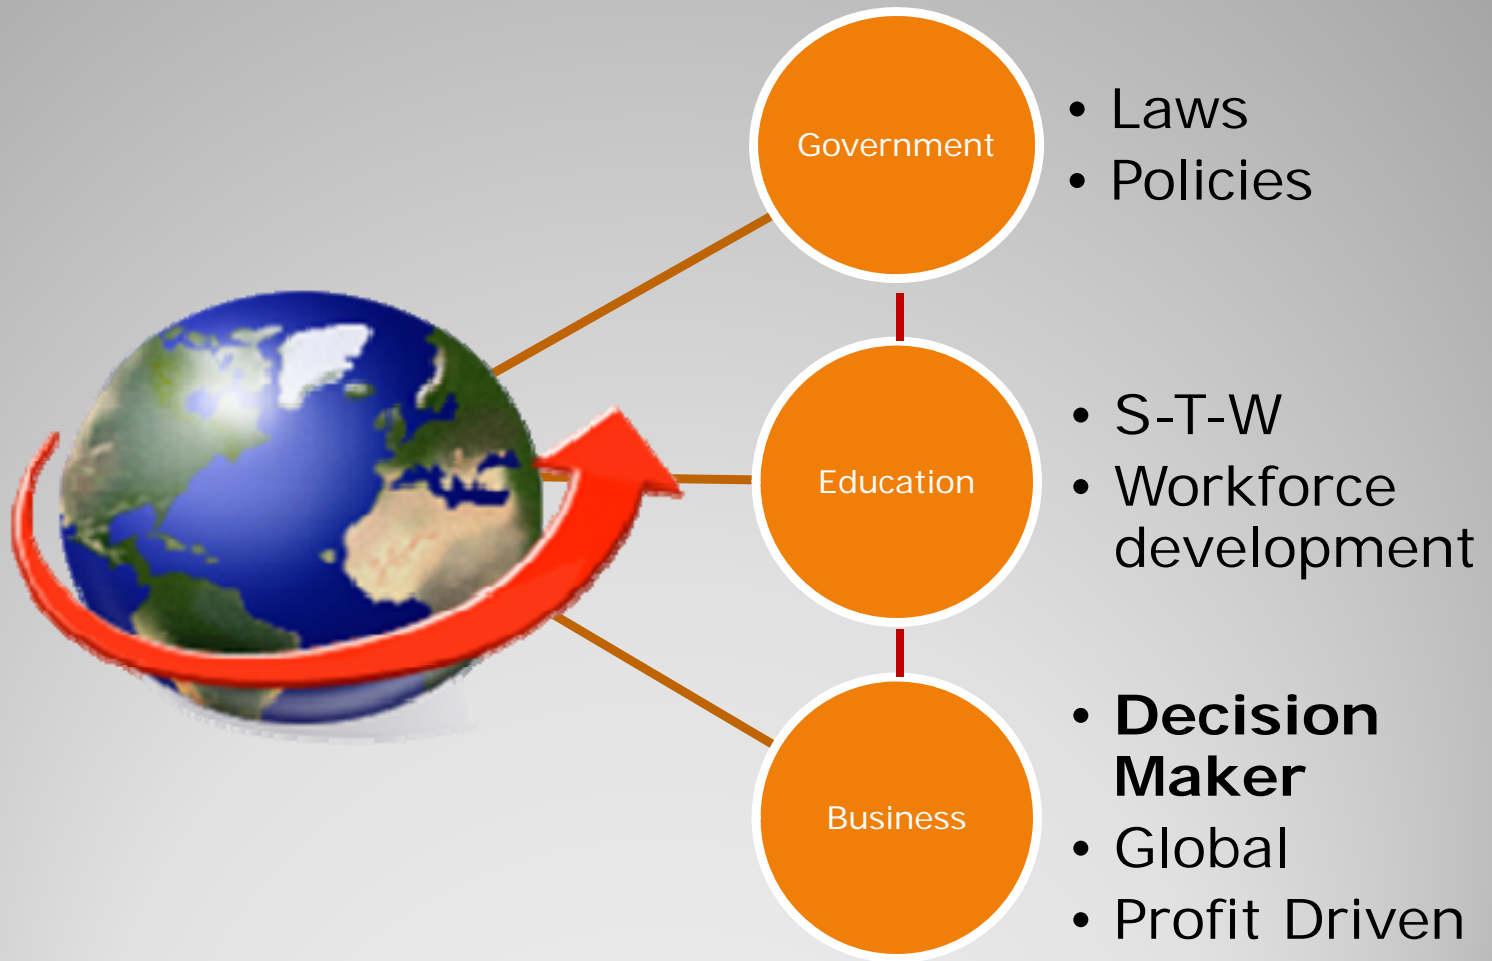 Government
• Laws
• Policies
Education
• S-T-W
• Workforce
development
Business
• Decision
Maker
• Global
• Profit Driven